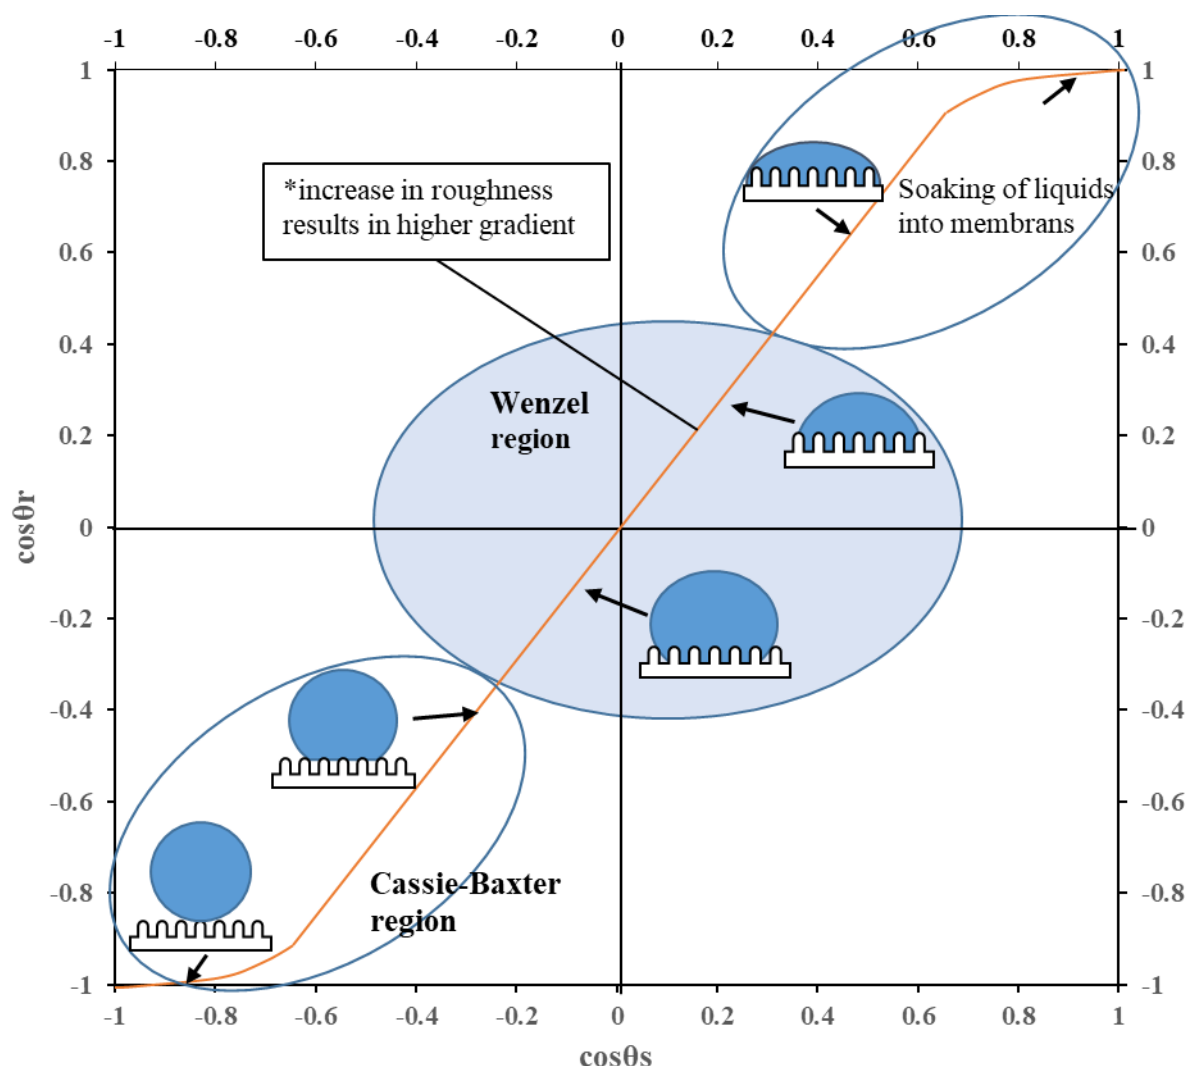 -1 -0.8 -0.6 -0.4 -0.2 0 0.2 0.4 0.6 0.8 1
1 1
0.8 0.8
*increase in roughness
results in higher gradient
Soaking of liquids
into membrans
0.6 0.6
0.4 0.4
Wenzel
region
0.2 0.2
cosθr
0 0
-0.2 -0.2
-0.4 -0.4
-0.6 -0.6
Cassie-Baxter
region
-0.8 -0.8
-1 -1
-1 -0.8 -0.6 -0.4 -0.2 0 0.2 0.4 0.6 0.8 1
cosθs